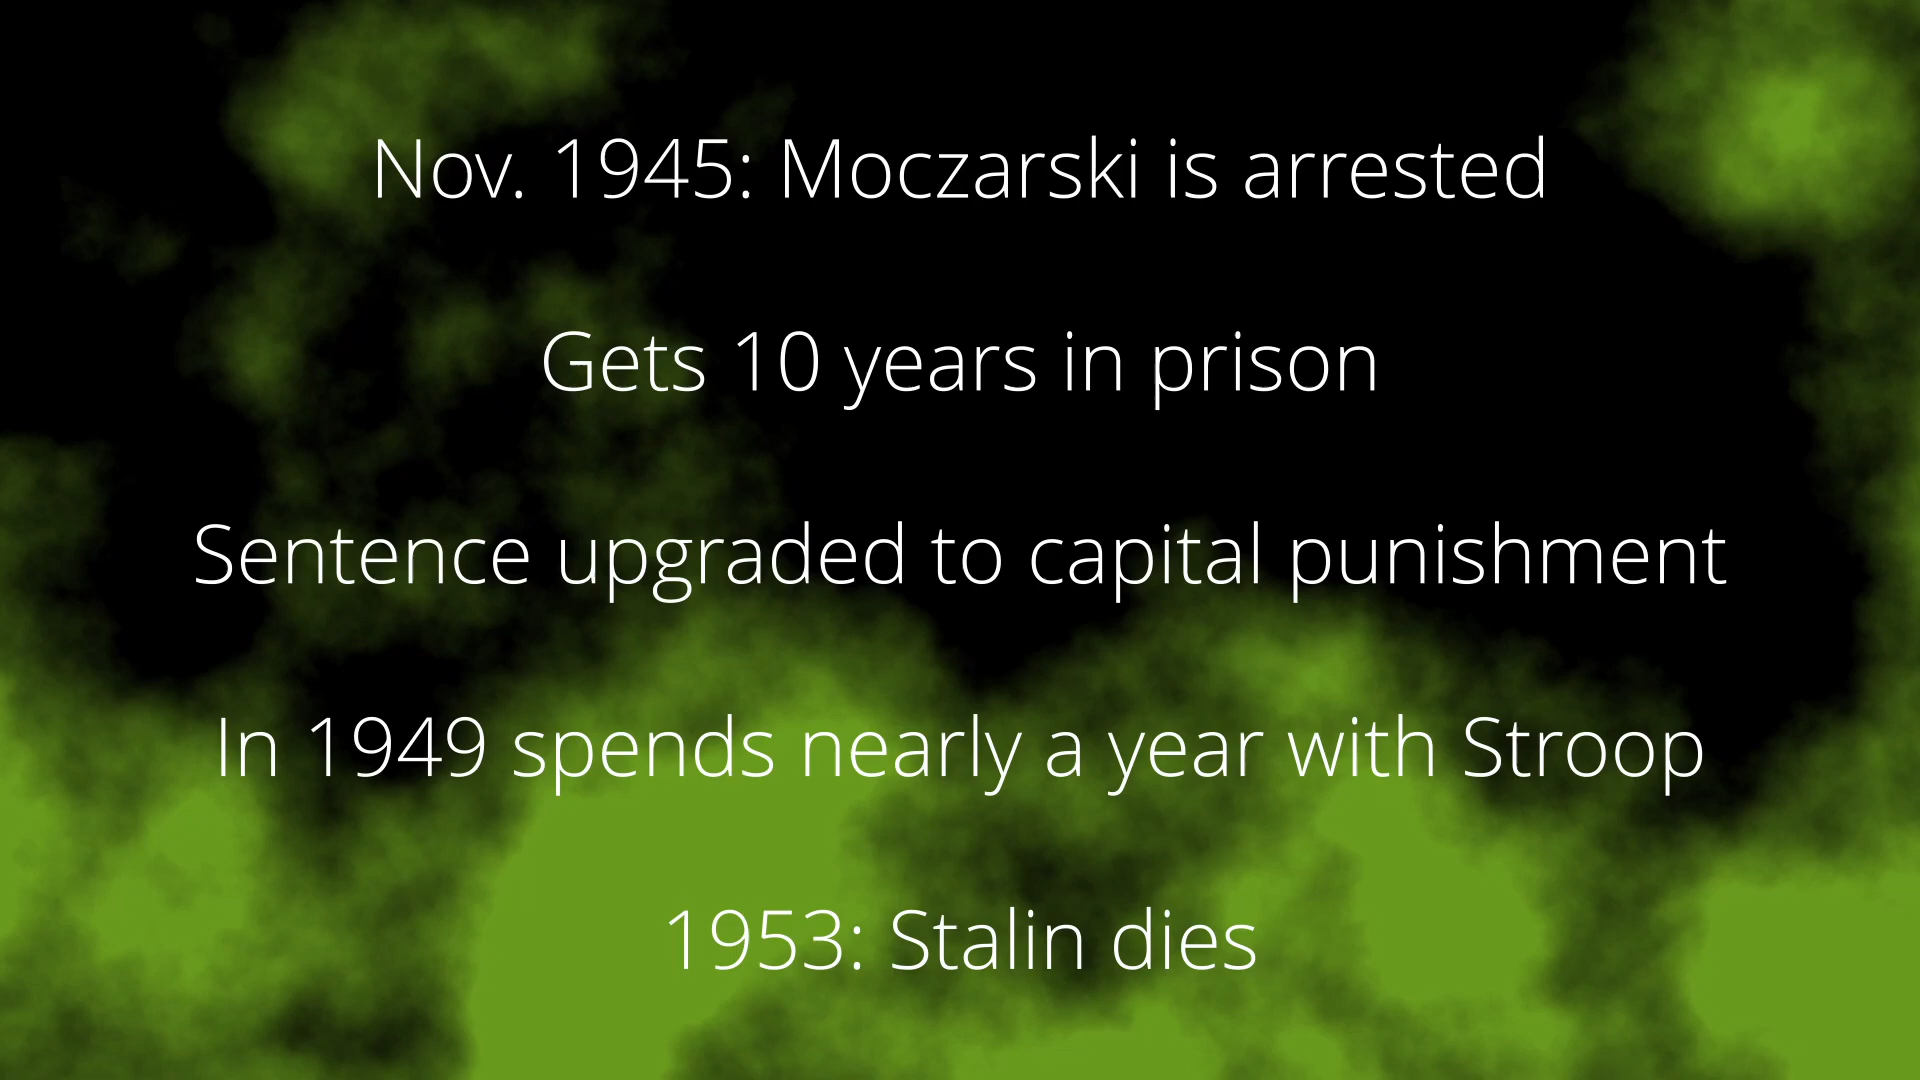 Nov. 1945: Moczarski is arrested
Gets 10 years in prison
Sentence upgraded to capital punishment
In 1949 spends nearly a year with Stroop
1953: Stalin dies